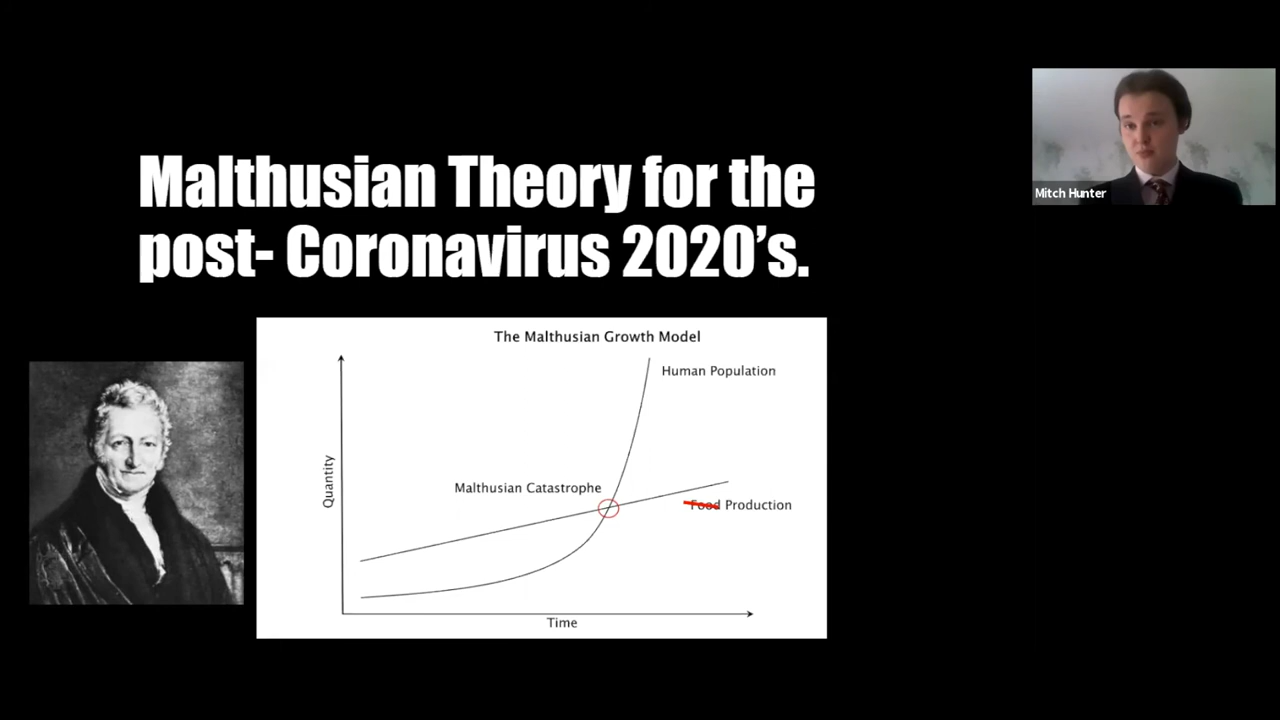 Malthusian Theory for the
post- Coronavirus 2020’s.
Mitch Hunter
The Malthusian Growth Model
Human Population
Quantity
Malthusian Catastrophe
Food Production
Time